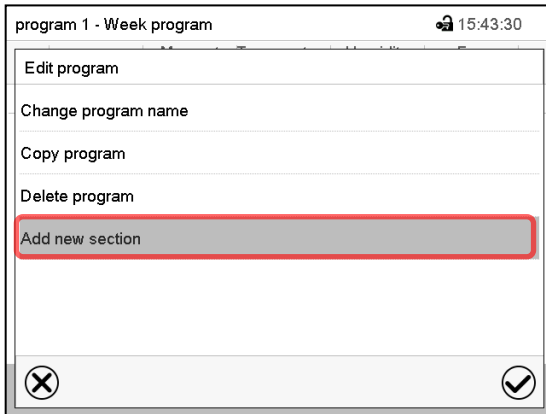 program 1 - Week program 15:43:30
Edit program
Change program name
Copy program
Delete program
Add new section